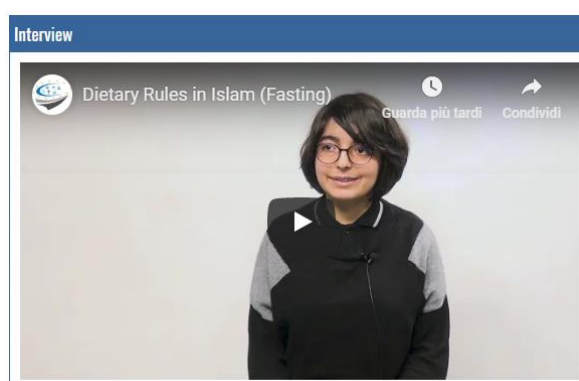 Interview
Dietary Rules in Islam (Fasting)
Guarda più tardi
Condividi